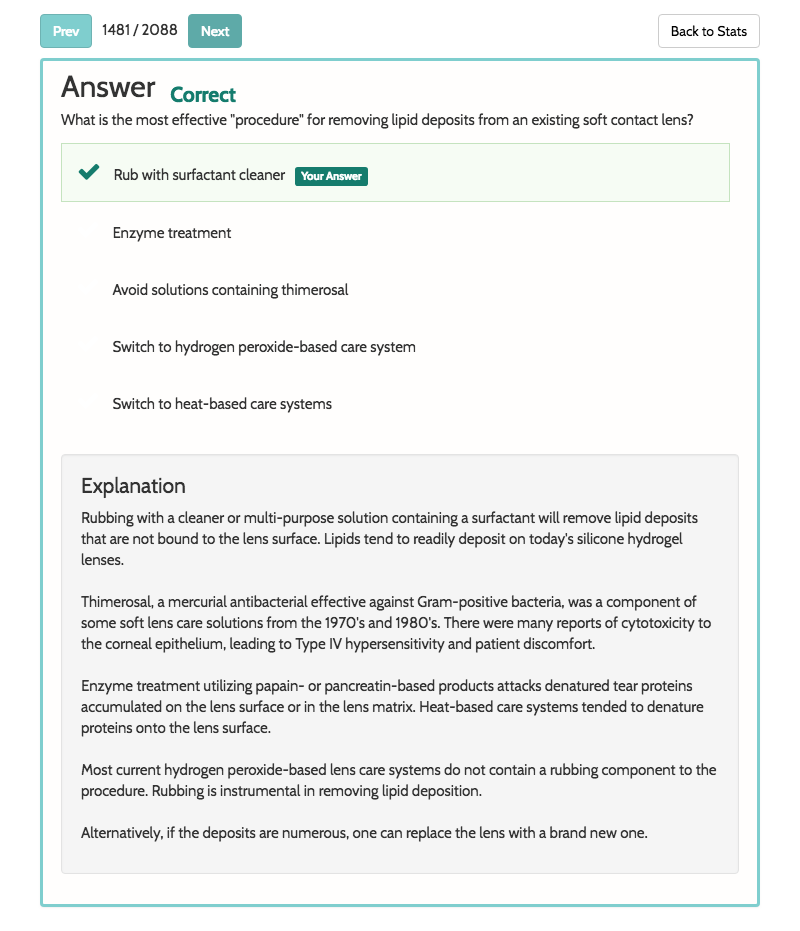 Prev 1481 / 2088 Next Back to Stats
Answer Correct
What is the most effective "procedure" for removing lipid deposits from an existing soft contact lens?
Rub with surfactant cleaner Your Answer
Enzyme treatment
Avoid solutions containing thimerosal
Switch to hydrogen peroxide-based care system
Switch to heat-based care systems
Explanation
Rubbing with a cleaner or multi-purpose solution containing a surfactant will remove lipid deposits
that are not bound to the lens surface. Lipids tend to readily deposit on today's silicone hydrogel
lenses.
Thimerosal, a mercurial antibacterial effective against Gram-positive bacteria, was a component of
some soft lens care solutions from the 1970's and 1980's. There were many reports of cytotoxicity to
the corneal epithelium, leading to Type IV hypersensitivity and patient discomfort.
Enzyme treatment utilizing papain- or pancreatin-based products attacks denatured tear proteins
accumulated on the lens surface or in the lens matrix. Heat-based care systems tended to denature
proteins onto the lens surface.
Most current hydrogen peroxide-based lens care systems do not contain a rubbing component to the
procedure. Rubbing is instrumental in removing lipid deposition.
Alternatively, if the deposits are numerous, one can replace the lens with a brand new one.